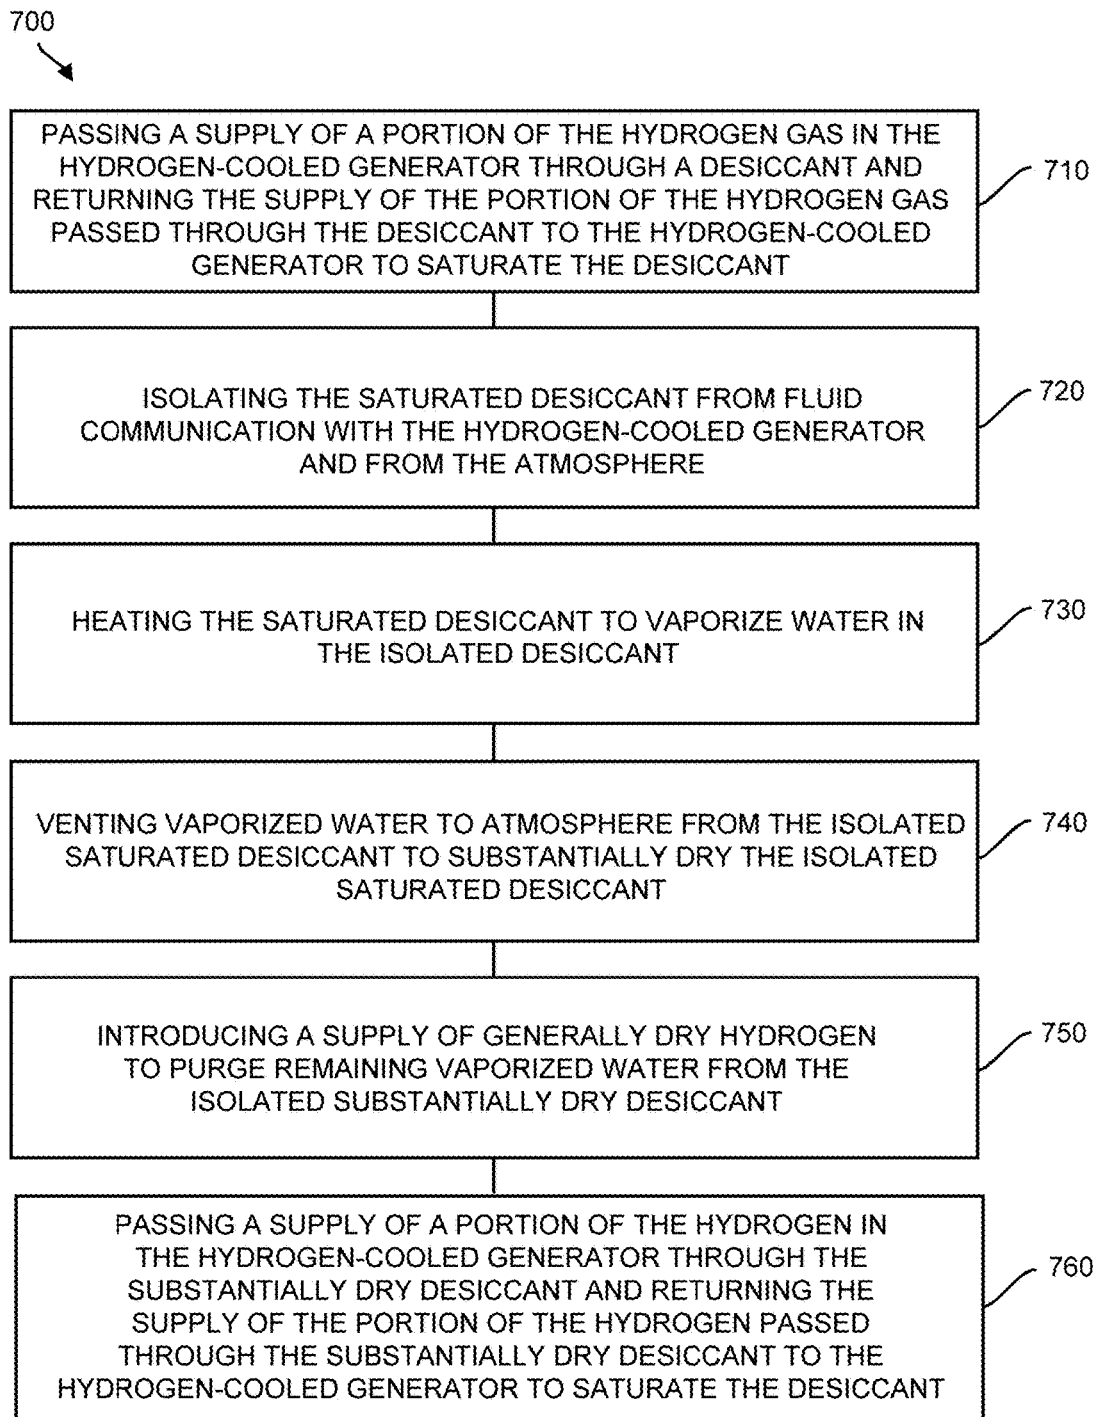 700
PASSING A SUPPLY OF A PORTION OF THE HYDROGEN GAS IN THE
HYDROGEN-COOLED GENERATOR THROUGH A DESICCANT AND
RETURNING THE SUPPLY OF THE PORTION OF THE HYDROGEN GAS
PASSED THROUGH THE DESICCANT TO THE HYDROGEN-COOLED
GENERATOR TO SATURATE THE DESICCANT
710
ISOLATING THE SATURATED DESICCANT FROM FLUID
COMMUNICATION WITH THE HYDROGEN-COOLED GENERATOR
AND FROM THE ATMOSPHERE
720
HEATING THE SATURATED DESICCANT TO VAPORIZE WATER IN
THE ISOLATED DESICCANT
730
VENTING VAPORIZED WATER TO ATMOSPHERE FROM THE ISOLATED
SATURATED DESICCANT TO SUBSTANTIALLY DRY THE ISOLATED
SATURATED DESICCANT
740
INTRODUCING A SUPPLY OF GENERALLY DRY HYDROGEN
TO PURGE REMAINING VAPORIZED WATER FROM THE
ISOLATED SUBSTANTIALLY DRY DESICCANT
750
PASSING A SUPPLY OF A PORTION OF THE HYDROGEN IN
THE HYDROGEN-COOLED GENERATOR THROUGH THE
SUBSTANTIALLY DRY DESICCANT AND RETURNING THE
SUPPLY OF THE PORTION OF THE HYDROGEN PASSED
THROUGH THE SUBSTANTIALLY DRY DESICCANT TO THE
HYDROGEN-COOLED GENERATOR TO SATURATE THE DESICCANT
760